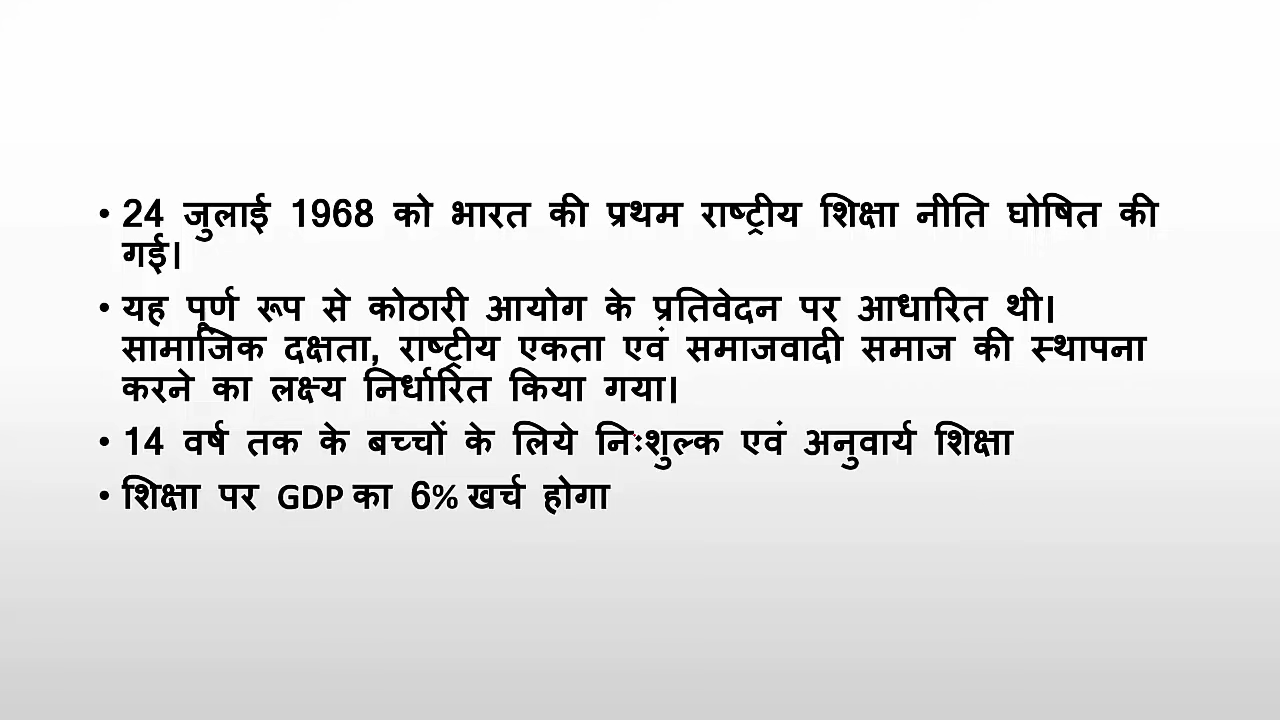 • 24 जुलाई 1968 को भारत की प्रथम राष्ट्रीय शिक्षा नीति घोषित की
गई।
• यह पूर्ण रूप से कोठारी आयोग के प्रतिवेदन पर आधारित थी।
सामाजिक दक्षता, राष्ट्रीय एकता एवं समाजवादी समाज की स्थापना
करने का लक्ष्य निर्धारित किया गया।
• 14 वर्ष तक के बच्चों के लिये निःशुल्क एवं अनुवार्य शिक्षा
• शिक्षा पर GDP का 6% खर्च होगा